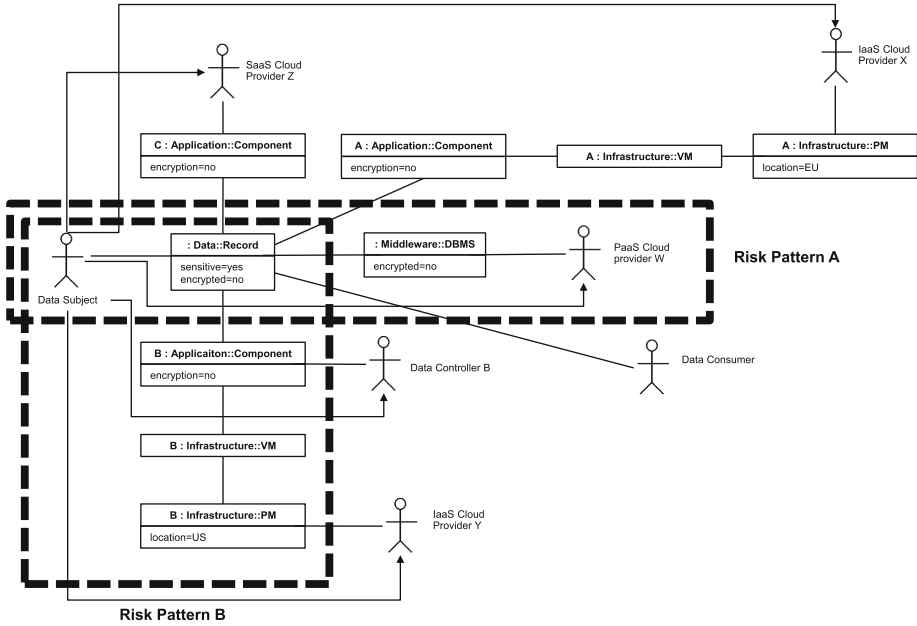 SaaS Cloud
Provider Z
IaaS Cloud
Provider X
C : Application::Component
encryption=no
A : Application::Component
encryption=no
A : Infrastructure::VM
A : Infrastructure::PM
location=EU
: Data::Record
sensitive=yes
encrypted=no
: Middleware::DBMS
encrypted=no
PaaS Cloud
provider W
Risk Pattern A
Data Subject
B : Applicaiton::Component
encryption=no
Data Controller B
Data Consumer
B : Infrastructure::VM
B : Infrastructure::PM
location=US
IaaS Cloud
Provider Y
Risk Pattern B